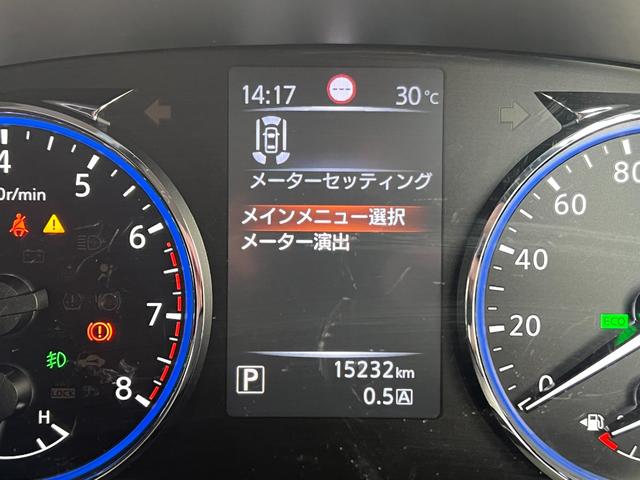 14:17 30°C
メーターセッティング
メインメニュー選択
メーター演出
P 15232km
0.5 A
4
0r/min
5
6
7
8
H
LOCK
80
60
40
20
0
ECO